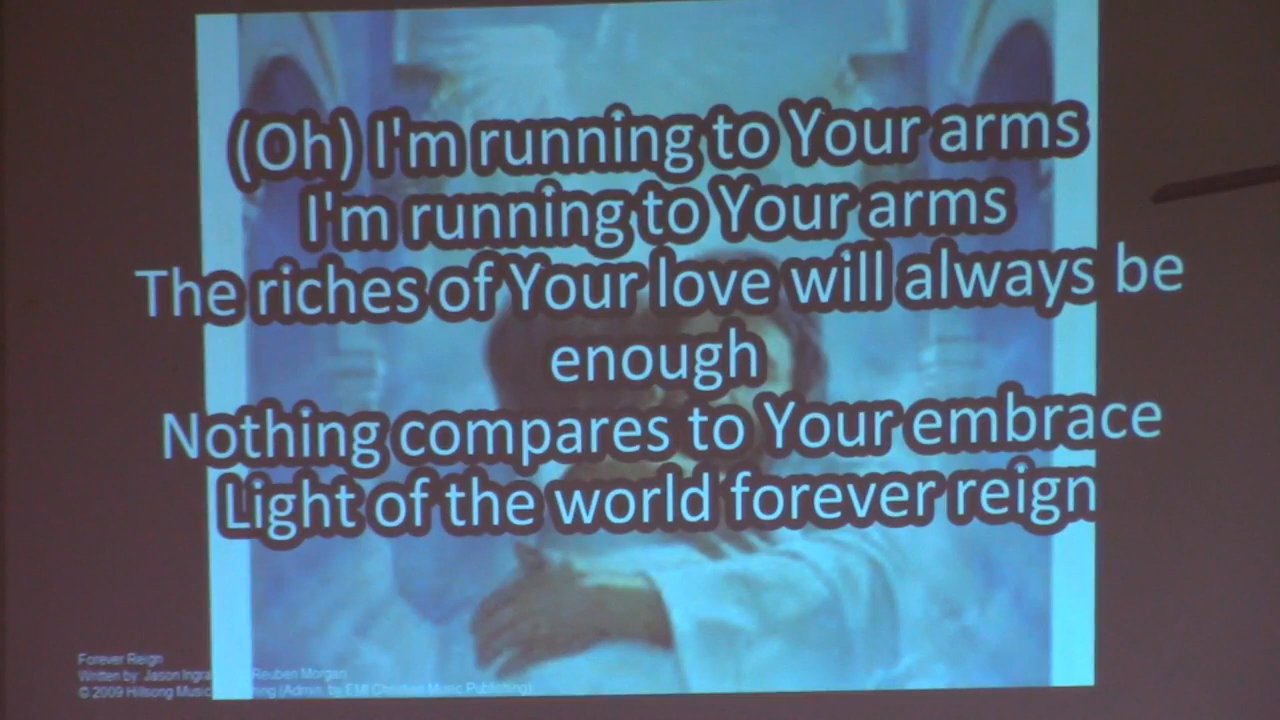 (Oh) I'm running to Your arms
I'm running to Your arms
The riches of Your love will always be
enough
Nothing compares to Your embrace
Light of the world forever reign
Forever Reign
Written by: Jason Ingra Reuben Morgan
© 2009 Hillsong Music hing (Admin. by EMI Christian Music Publishing)